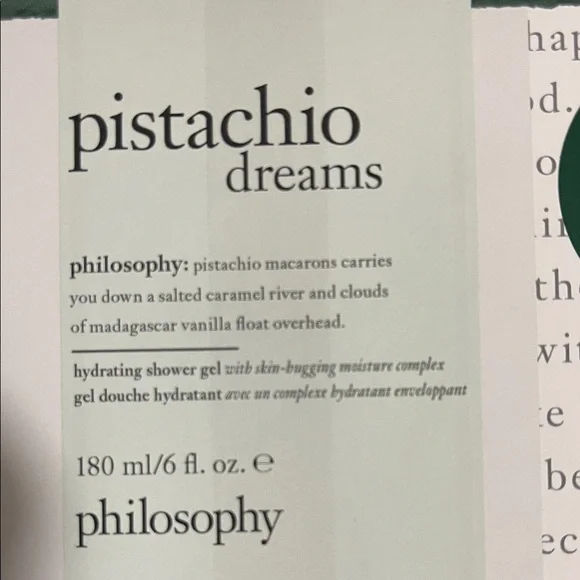 pistachio
dreams
philosophy: pistachio macarons carries
you down a salted caramel river and clouds
of madagascar vanilla float overhead.
hydrating shower gel with skin-hugging moisture complex
gel douche hydratant avec un complexe hydratant enveloppant
180 ml/6 fl. oz. ℮
philosophy